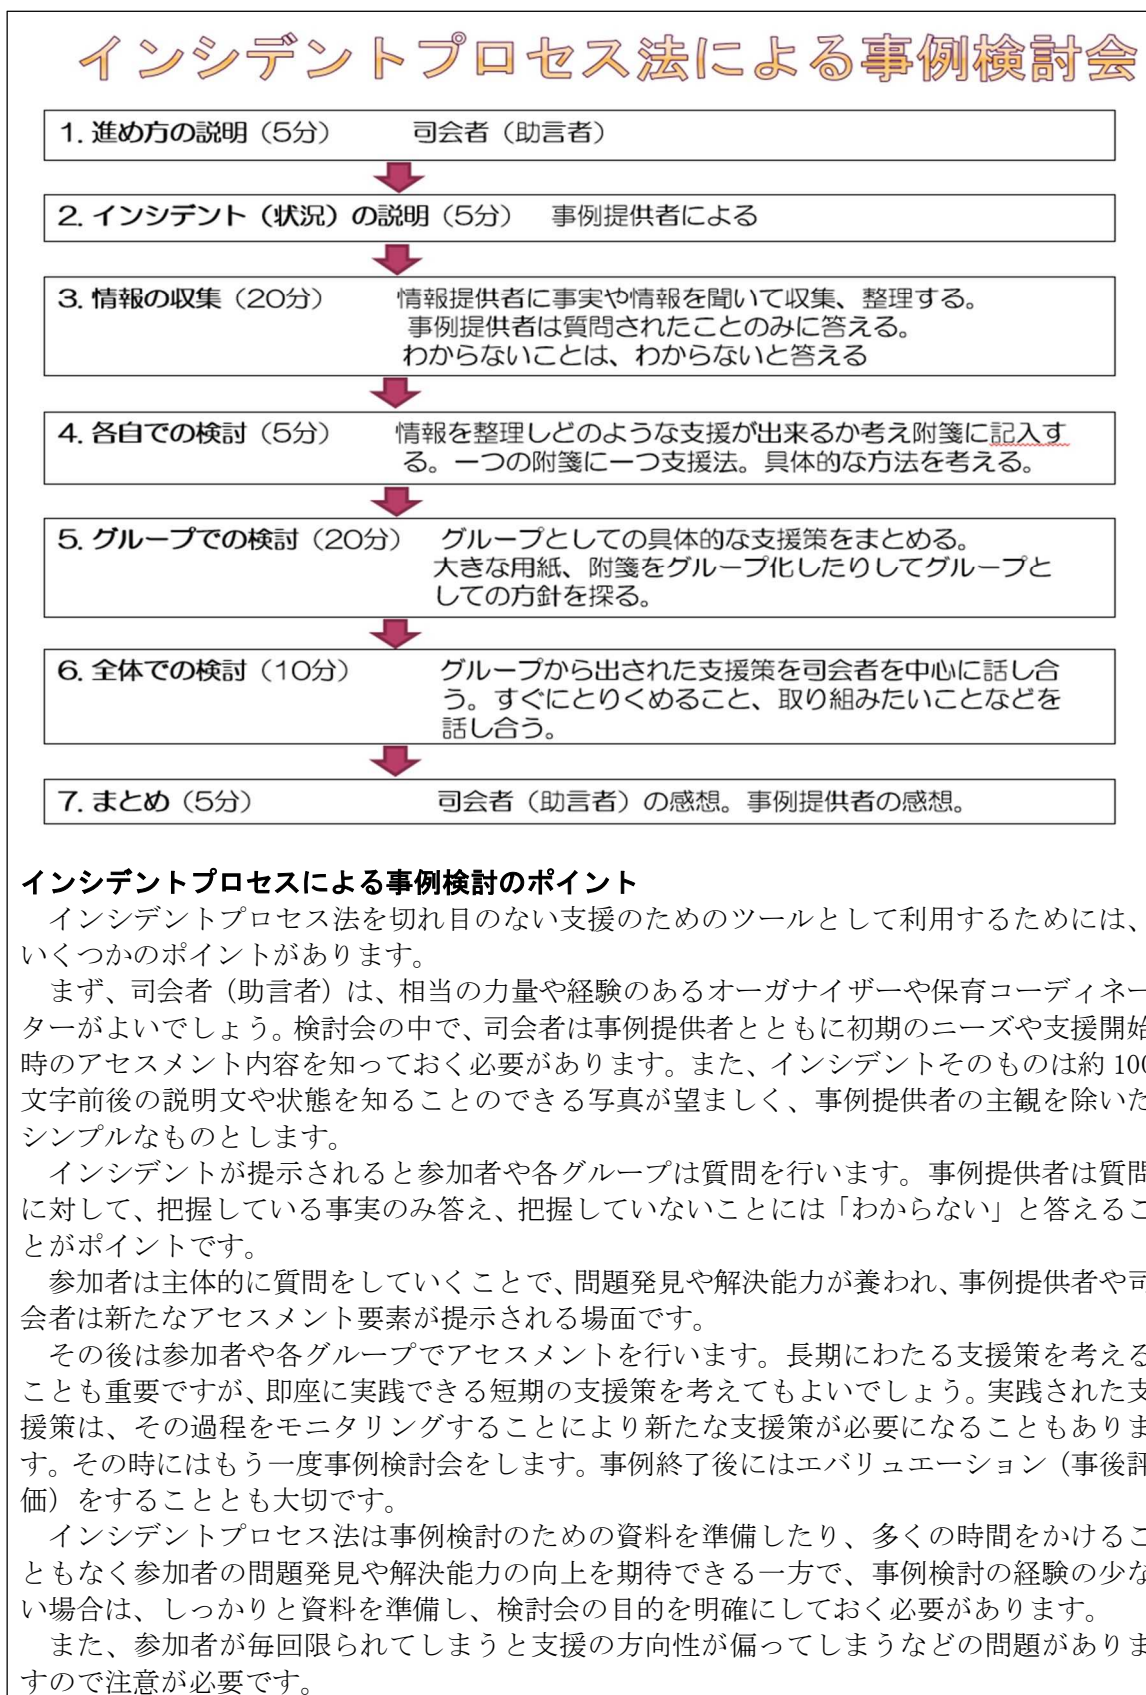 インシデントプロセス法による事例検討会
1. 進め方の説明（5分）　司会者（助言者）
2. インシデント（状況）の説明（5分）　事例提供者による
3. 情報の収集（20分）　情報提供者に事実や情報を聞いて収集、整理する。
事例提供者は質問されたことのみに答える。
わからないことは、わからないと答える
4. 各自での検討（5分）　情報を整理しどのような支援が出来るか考え附箋に記入す
る。一つの附箋に一つ支援法。具体的な方法を考える。
5. グループでの検討（20分）　グループとしての具体的な支援策をまとめる。
大きな用紙、附箋をグループ化したりしてグループと
しての方針を探る。
6. 全体での検討（10分）　グループから出された支援策を司会者を中心に話し合
う。すぐにとりくめること、取り組みたいことなどを
話し合う。
7. まとめ（5分）　司会者（助言者）の感想。事例提供者の感想。
インシデントプロセスによる事例検討のポイント
インシデントプロセス法を切れ目のない支援のためのツールとして利用するためには、
いくつかのポイントがあります。
まず、司会者（助言者）は、相当の力量や経験のあるオーガナイザーや保育コーディネー
ターがよいでしょう。検討会の中で、司会者は事例提供者とともに初期のニーズや支援開始
時のアセスメント内容を知っておく必要があります。また、インシデントそのものは約 100
文字前後の説明文や状態を知ることのできる写真が望ましく、事例提供者の主観を除いた
シンプルなものとします。
インシデントが提示されると参加者や各グループは質問を行います。事例提供者は質問
に対して、把握している事実のみ答え、把握していないことには「わからない」と答えるこ
とがポイントです。
参加者は主体的に質問をしていくことで、問題発見や解決能力が養われ、事例提供者や司
会者は新たなアセスメント要素が提示される場面です。
その後は参加者や各グループでアセスメントを行います。長期にわたる支援策を考える
ことも重要ですが、即座に実践できる短期の支援策を考えてもよいでしょう。実践された支
援策は、その過程をモニタリングすることにより新たな支援策が必要になることもありま
す。その時にはもう一度事例検討会をします。事例終了後にはエバリュエーション（事後評
価）をすることとも大切です。
インシデントプロセス法は事例検討のための資料を準備したり、多くの時間をかけるこ
ともなく参加者の問題発見や解決能力の向上を期待できる一方で、事例検討の経験の少な
い場合は、しっかりと資料を準備し、検討会の目的を明確にしておく必要があります。
また、参加者が毎回限られてしまうと支援の方向性が偏ってしまうなどの問題がありま
すので注意が必要です。